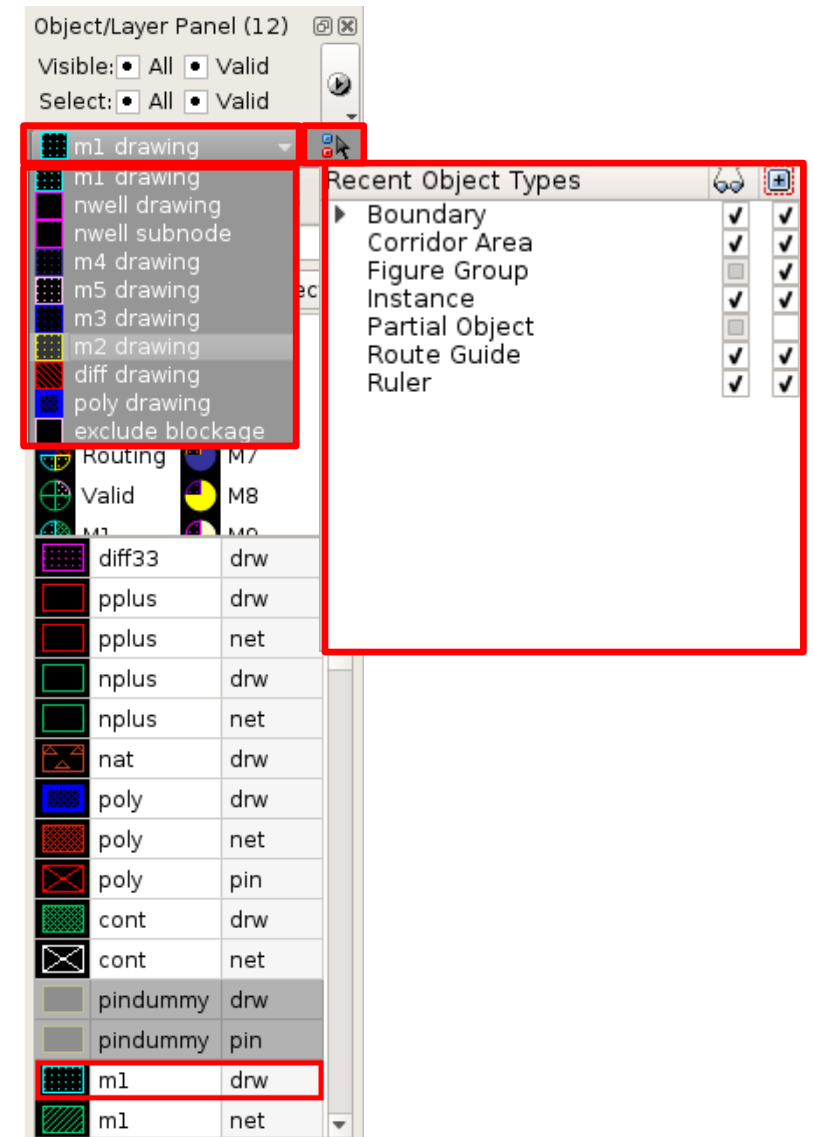 Object/Layer Panel (12)
Visible: All Valid
Select: All Valid
m1 drawing
m1 drawing
nwell drawing
nwell subnode
m4 drawing
m5 drawing
m3 drawing
m2 drawing
diff drawing
poly drawing
exclude blockage
Recent Object Types
Boundary
Corridor Area
Figure Group
Instance
Partial Object
Route Guide
Ruler
Routing M7
Valid M8
M1 M9
diff33 drw
pplus drw
pplus net
nplus drw
nplus net
nat drw
poly drw
poly net
poly pin
cont drw
cont net
pindummy drw
pindummy pin
m1 drw
m1 net